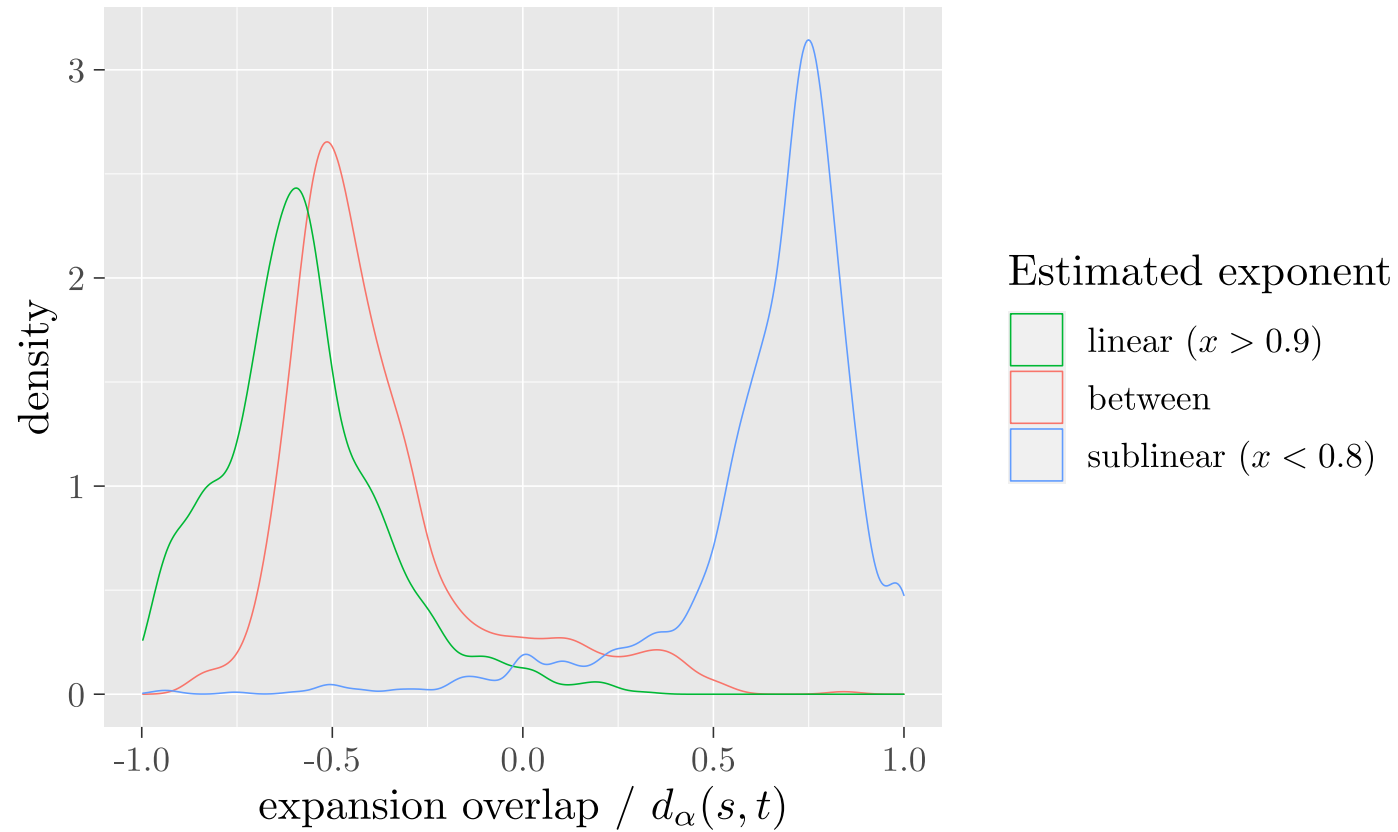 3
2
1
0
density
-1.0 -0.5 0.0 0.5 1.0
expansion overlap / dα(s, t)
Estimated exponent
linear (x > 0.9)
between
sublinear (x < 0.8)